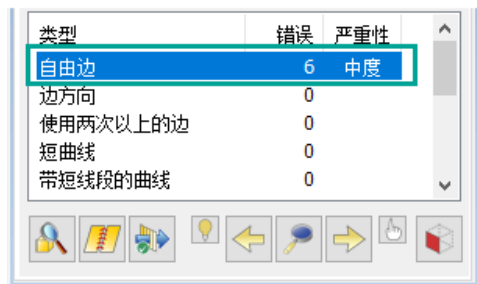 类型 错误 严重性
自由边 6 中度
边方向 0
使用两次以上的边 0
短曲线 0
带短线段的曲线 0